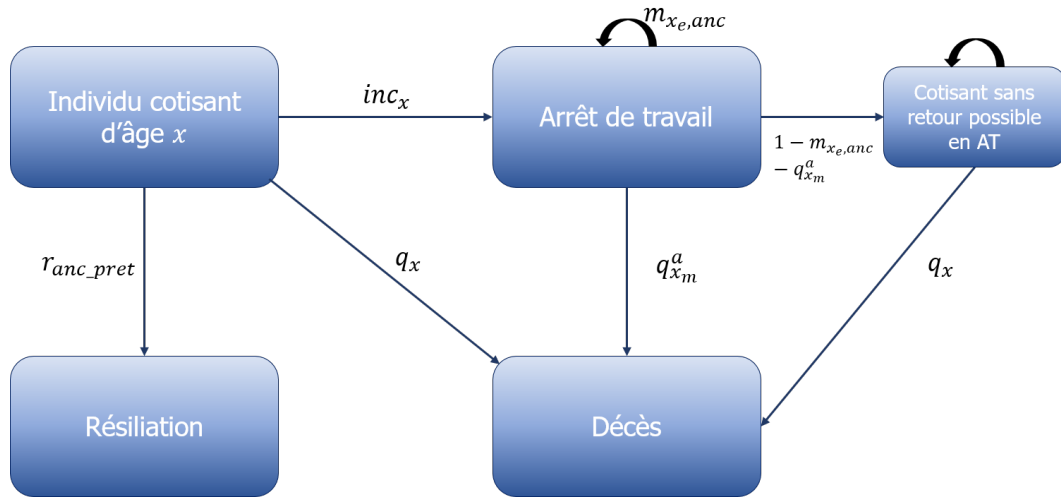 m_{x_e,anc}
Individu cotisant
d'âge x
inc_x
Arrêt de travail
Cotisant sans
retour possible
en AT
1 − m_{x_e,anc}
− q^a_{x_m}
r_{anc_pret}
q_x
q^a_{x_m}
q_x
Résiliation
Décès